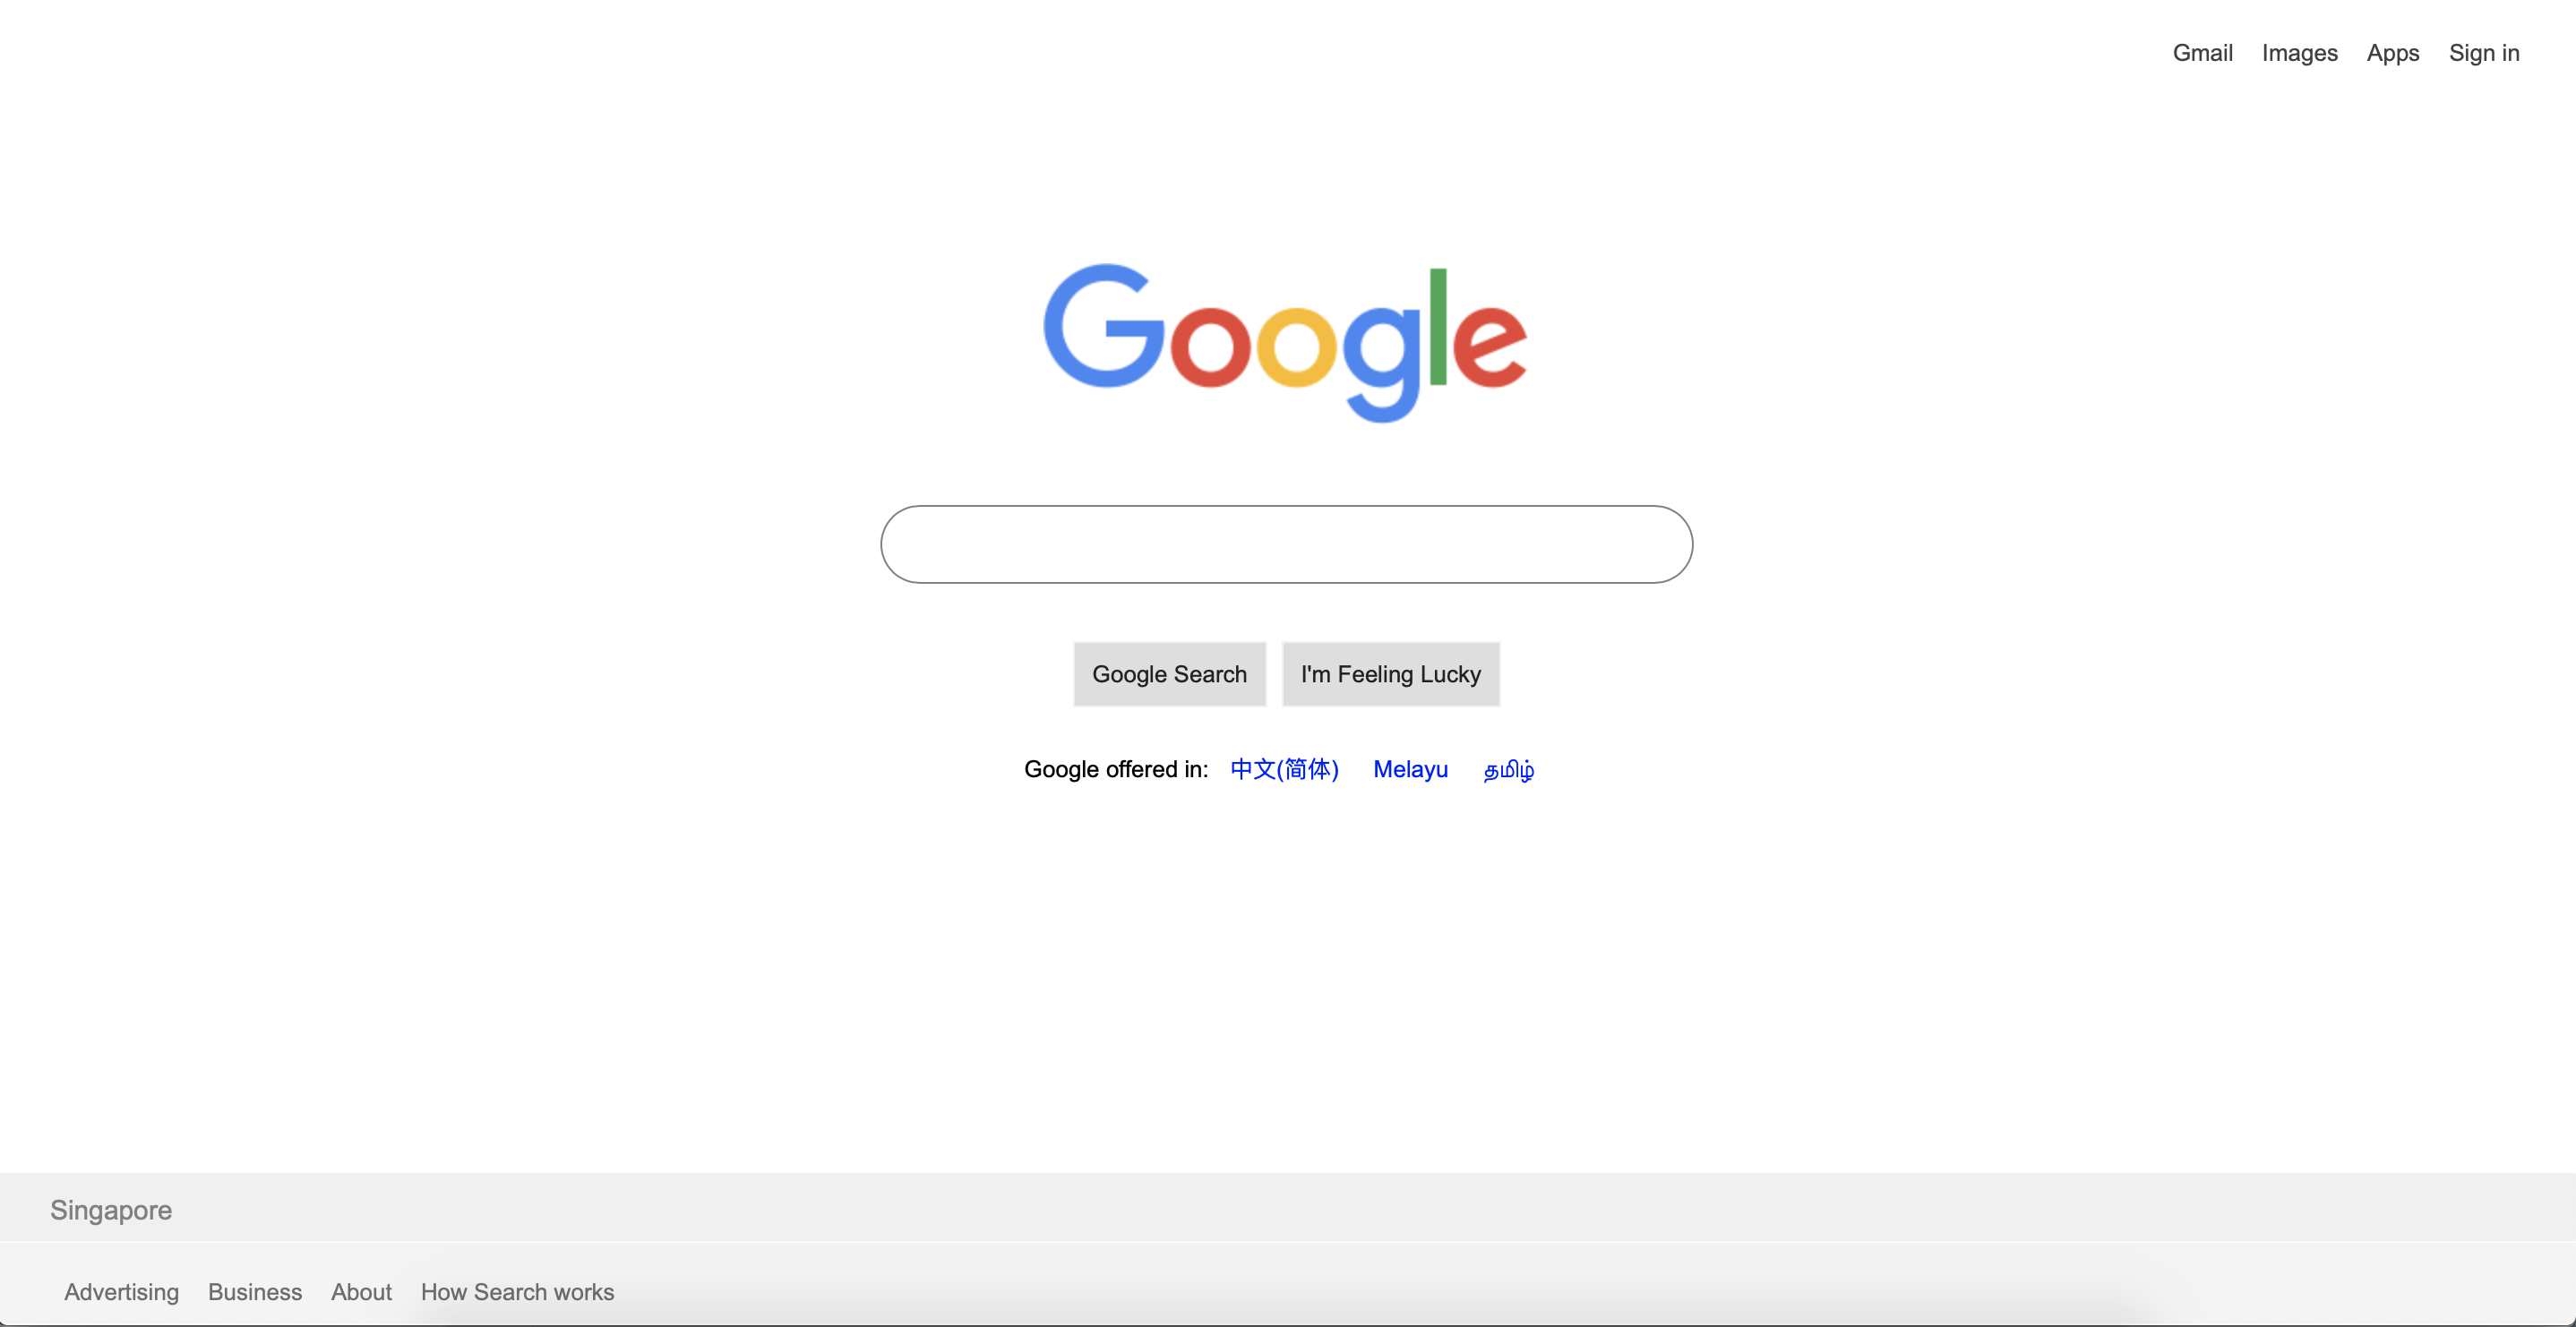 Gmail Images Apps Sign in
Google
Google Search I'm Feeling Lucky
Google offered in: 中文(简体) Melayu தமிழ்
Singapore
Advertising Business About How Search works